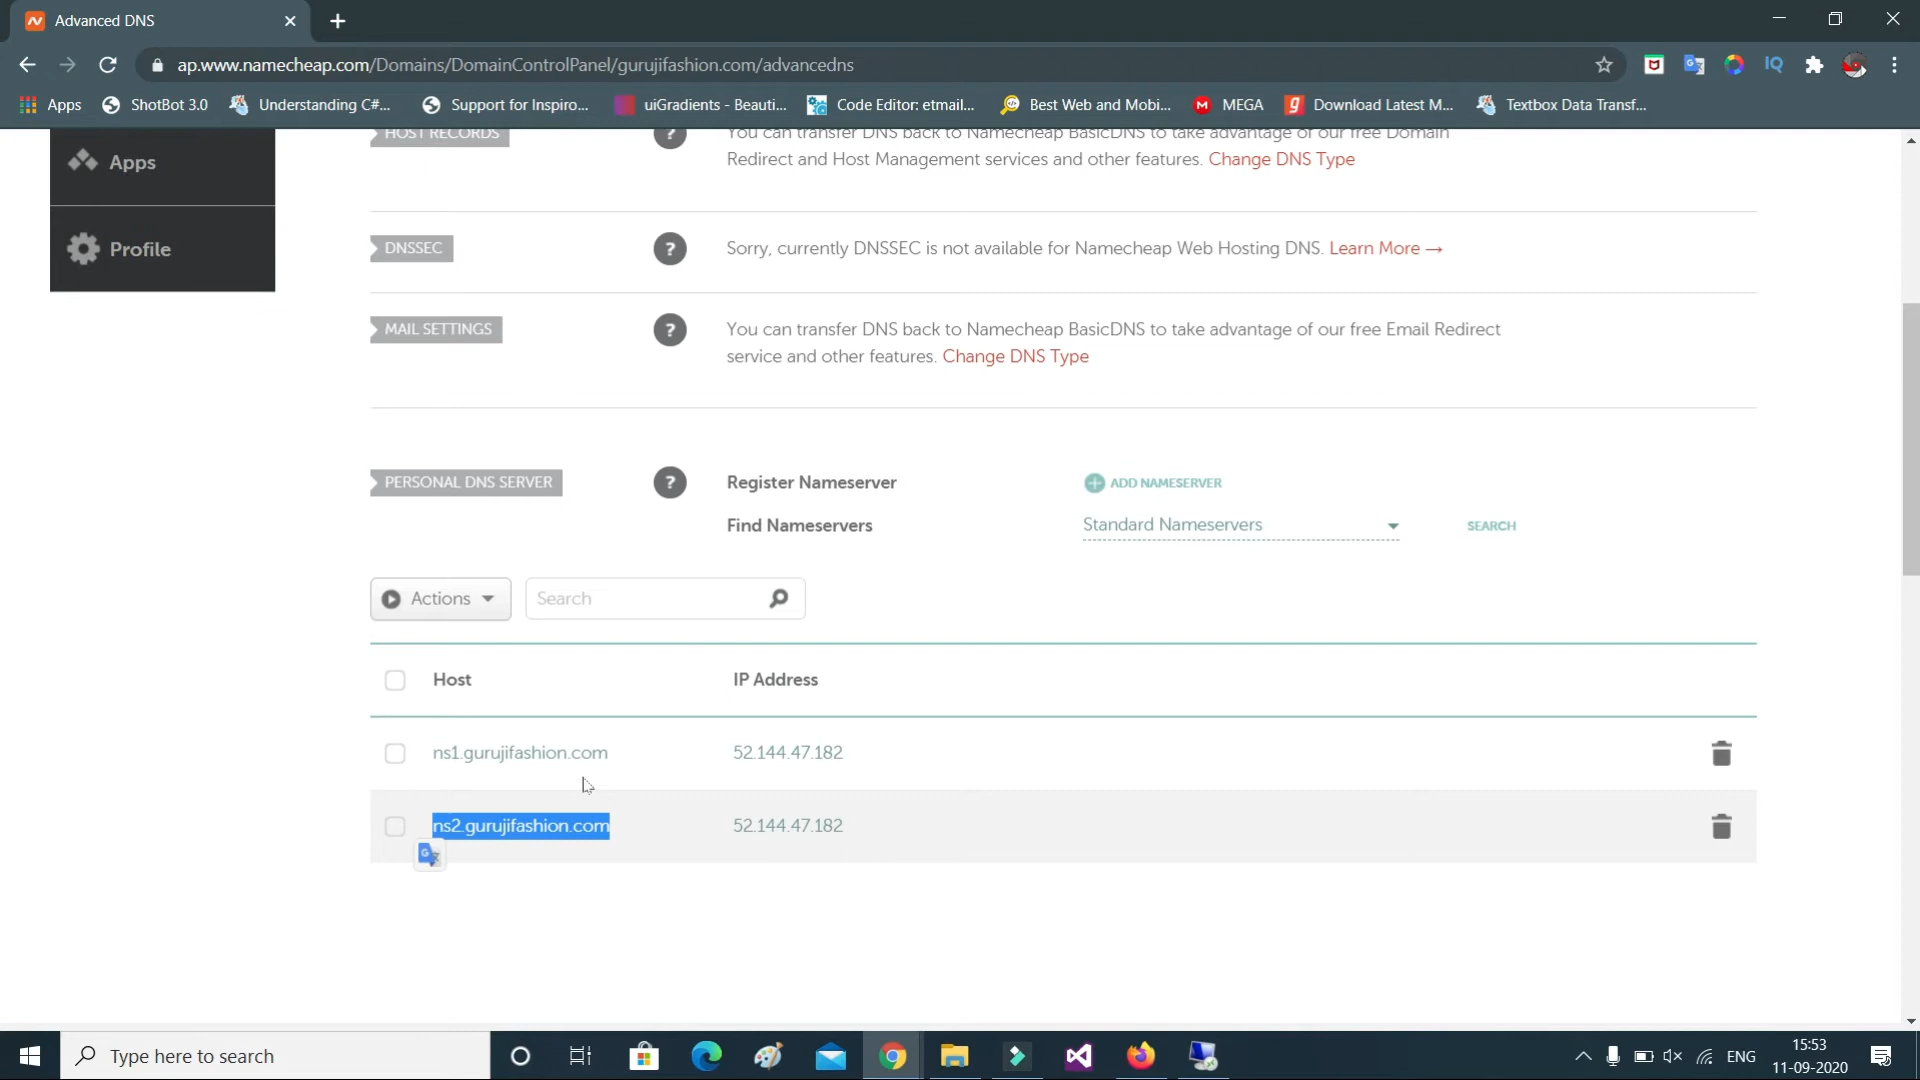 Advanced DNS
ap.www.namecheap.com/Domains/DomainControlPanel/gurujifashion.com/advancedns
Apps ShotBot 3.0 Understanding C#... Support for Inspiro... uiGradients - Beauti... Code Editor: etmail... Best Web and Mobi... MEGA Download Latest M... Textbox Data Transf...
Apps
Profile
HOST RECORDS ? You can transfer DNS back to Namecheap BasicDNS to take advantage of our free Domain
Redirect and Host Management services and other features. Change DNS Type
DNSSEC ? Sorry, currently DNSSEC is not available for Namecheap Web Hosting DNS. Learn More →
MAIL SETTINGS ? You can transfer DNS back to Namecheap BasicDNS to take advantage of our free Email Redirect
service and other features. Change DNS Type
PERSONAL DNS SERVER ? Register Nameserver ADD NAMESERVER
Find Nameservers Standard Nameservers SEARCH
Actions Search
Host IP Address
ns1.gurujifashion.com 52.144.47.182
ns2.gurujifashion.com 52.144.47.182
Type here to search
ENG
15:53
11-09-2020